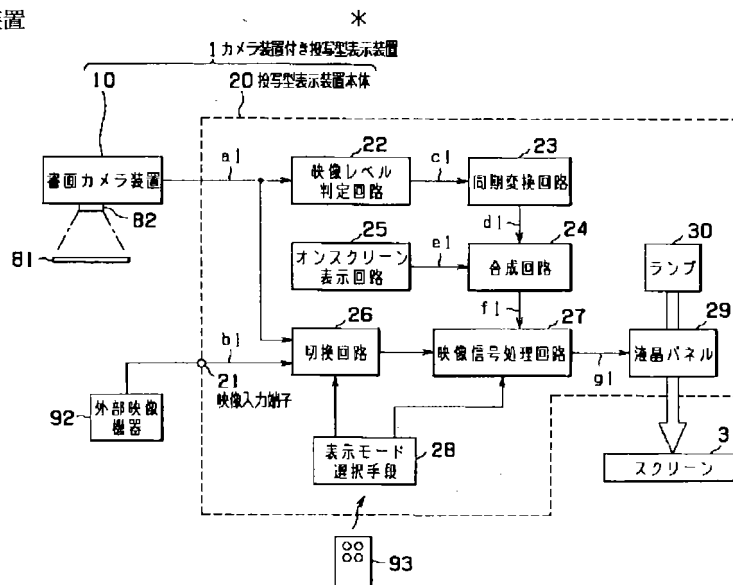 装置
*
1 カメラ装置付き投写型表示装置
10
20 投写型表示装置本体
書画カメラ装置
82
81
a1
22
映像レベル
判定回路
c1
23
同期変換回路
d1
25
オンスクリーン
表示回路
e1
24
合成回路
f1
30
ランプ
26
切換回路
27
映像信号処理回路
g1
29
液晶パネル
b1
21
映像入力端子
92
外部映像
機器
28
表示モード
選択手段
3
スクリーン
93